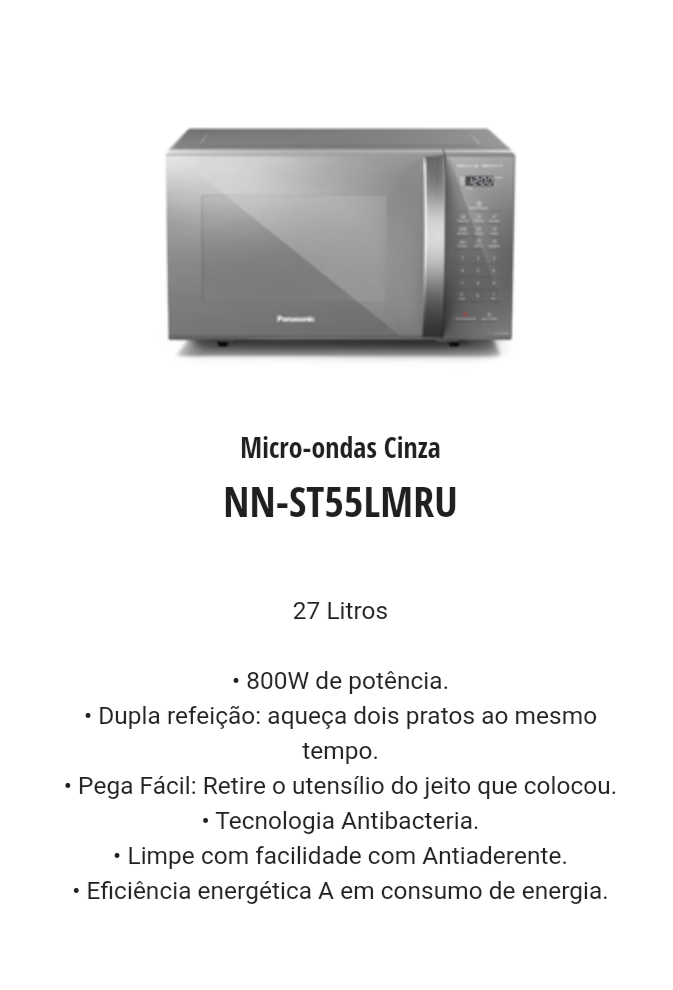 1200
Panasonic
Micro-ondas Cinza
NN-ST55LMRU
27 Litros
• 800W de potência.
• Dupla refeição: aqueça dois pratos ao mesmo
tempo.
• Pega Fácil: Retire o utensílio do jeito que colocou.
• Tecnologia Antibacteria.
• Limpe com facilidade com Antiaderente.
• Eficiência energética A em consumo de energia.